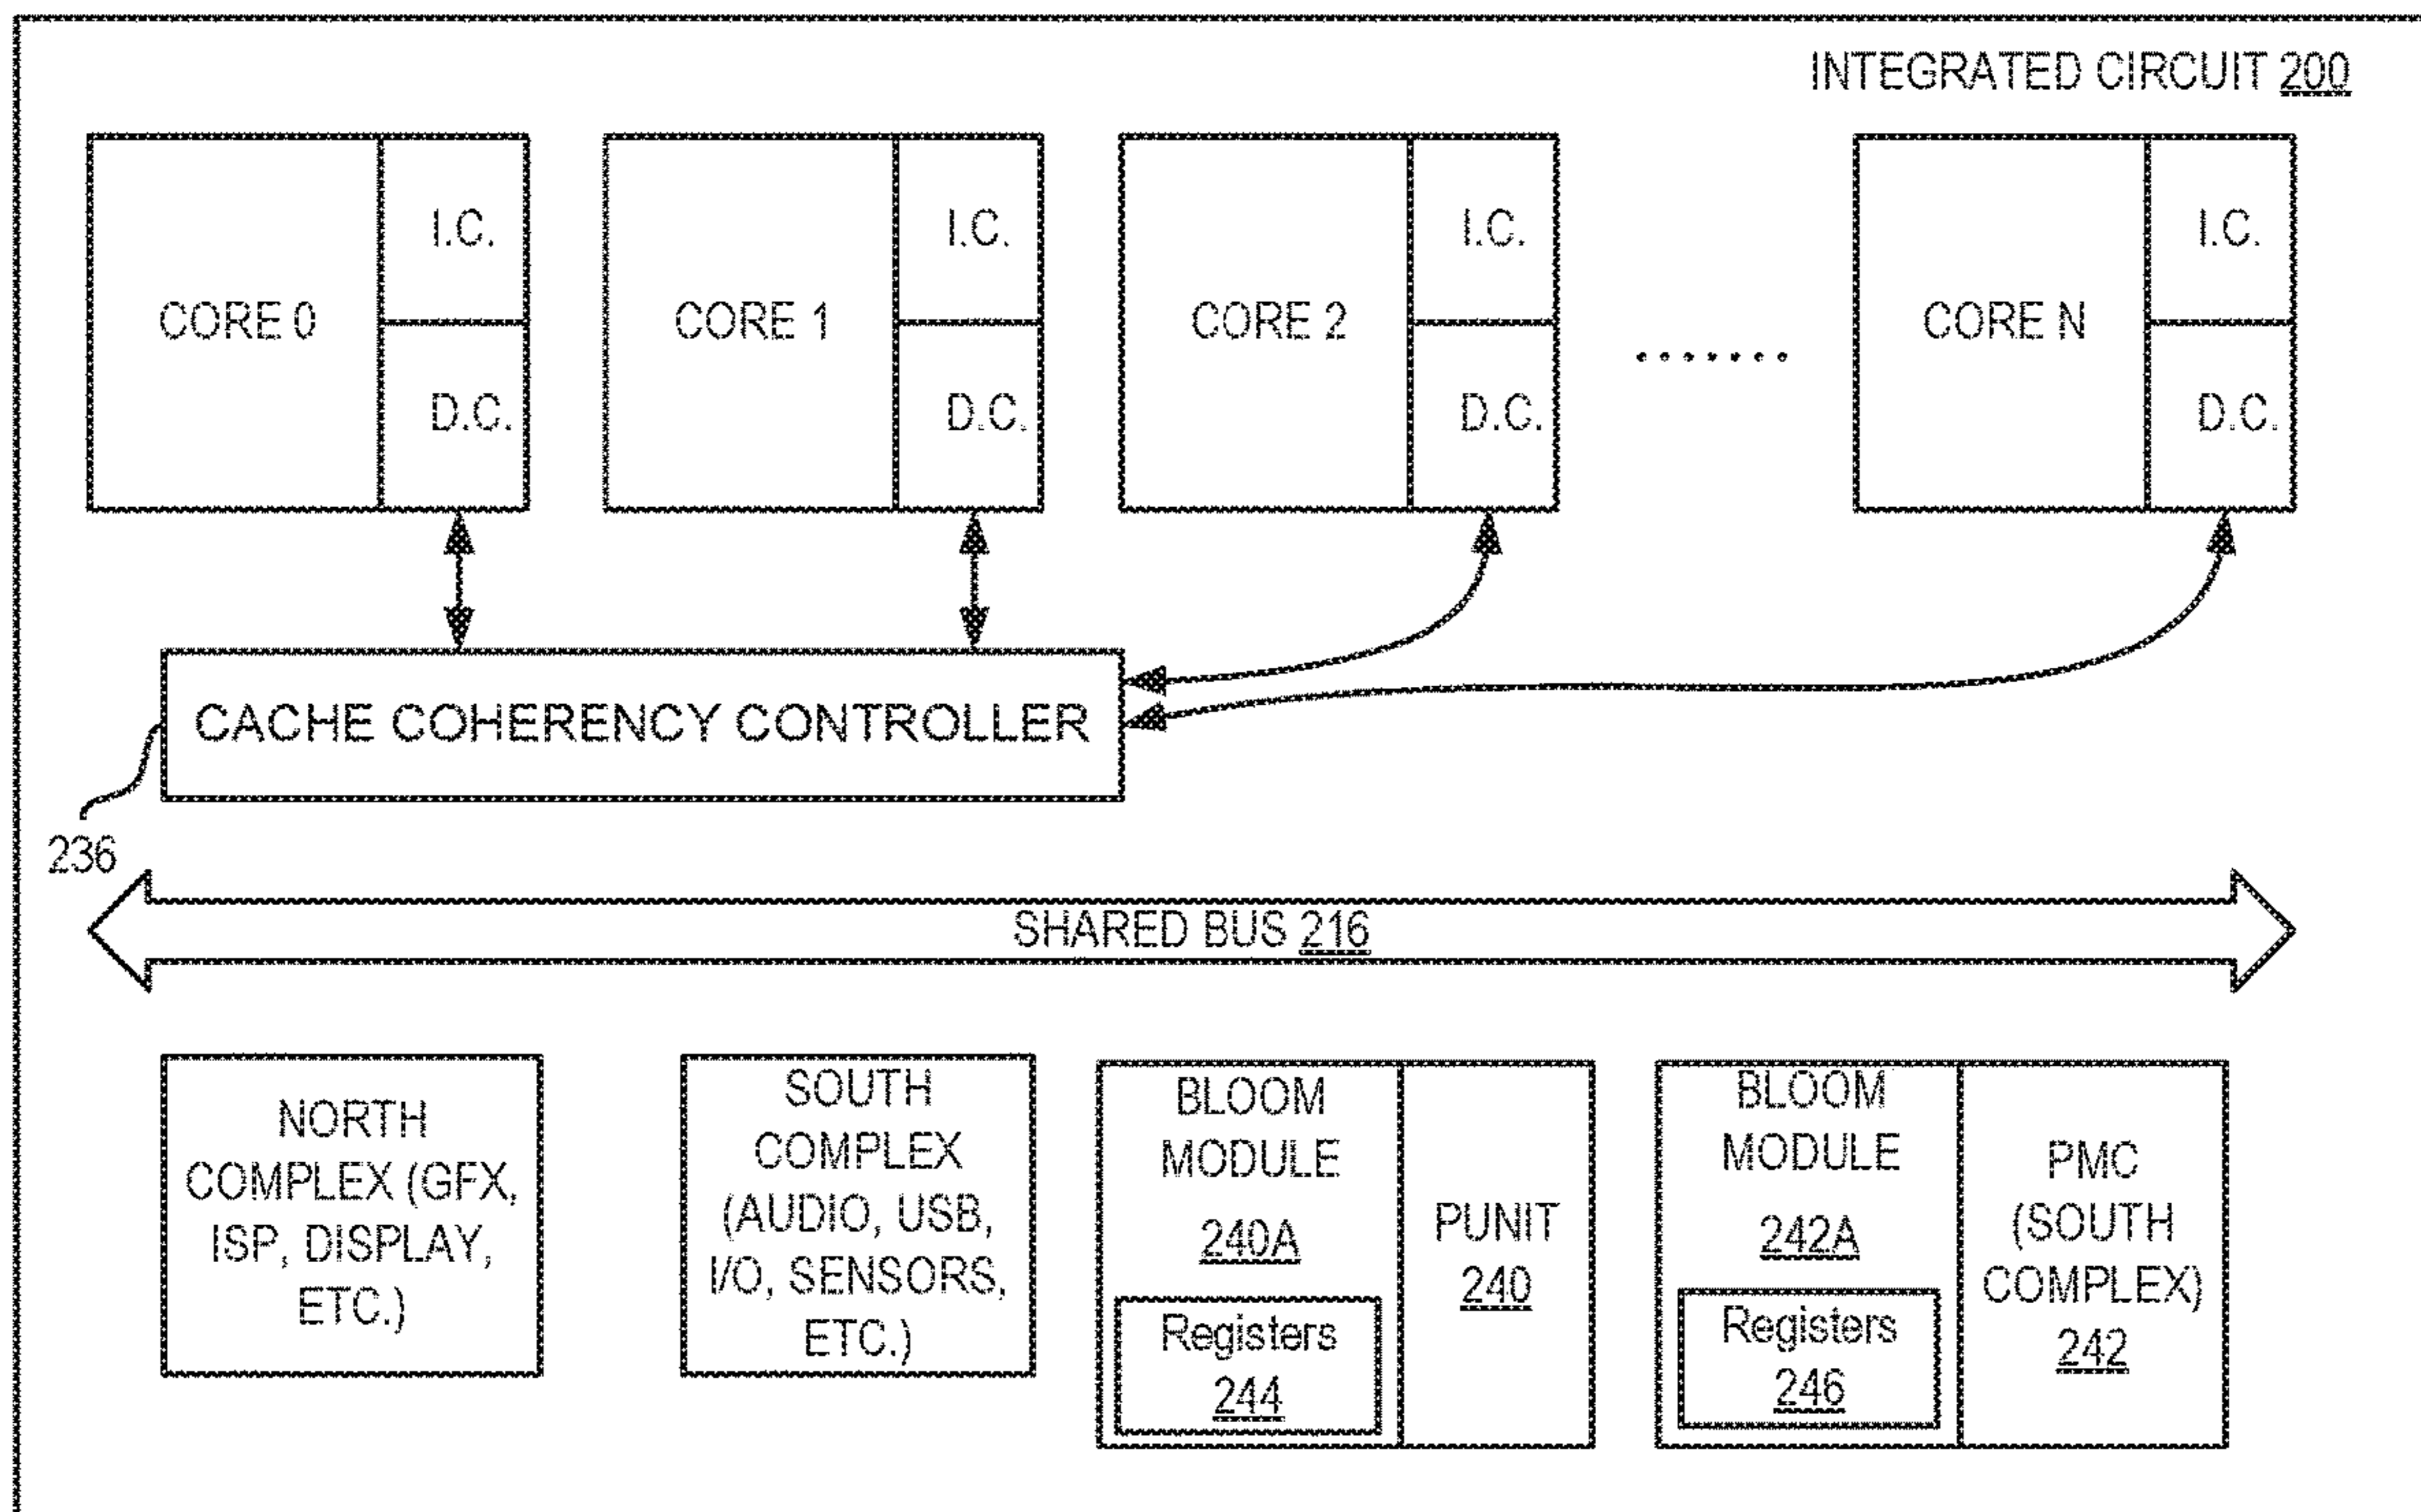 INTEGRATED CIRCUIT 200
CORE 0
I.C.
D.C.
CORE 1
I.C.
D.C.
CORE 2
I.C.
D.C.
.......
CORE N
I.C.
D.C.
CACHE COHERENCY CONTROLLER
236
SHARED BUS 216
NORTH
COMPLEX (GFX,
ISP, DISPLAY,
ETC.)
SOUTH
COMPLEX
(AUDIO, USB,
I/O, SENSORS,
ETC.)
BLOOM
MODULE
240A
Registers
244
PUNIT
240
BLOOM
MODULE
242A
Registers
246
PMC
(SOUTH
COMPLEX)
242